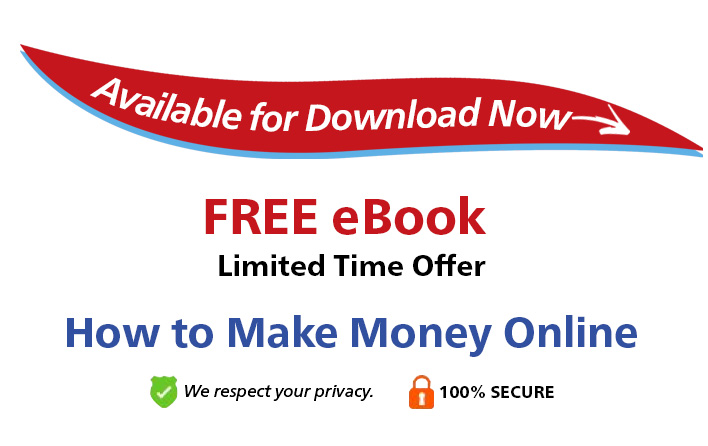 Available for Download Now
FREE eBook
Limited Time Offer
How to Make Money Online
We respect your privacy. 100% SECURE